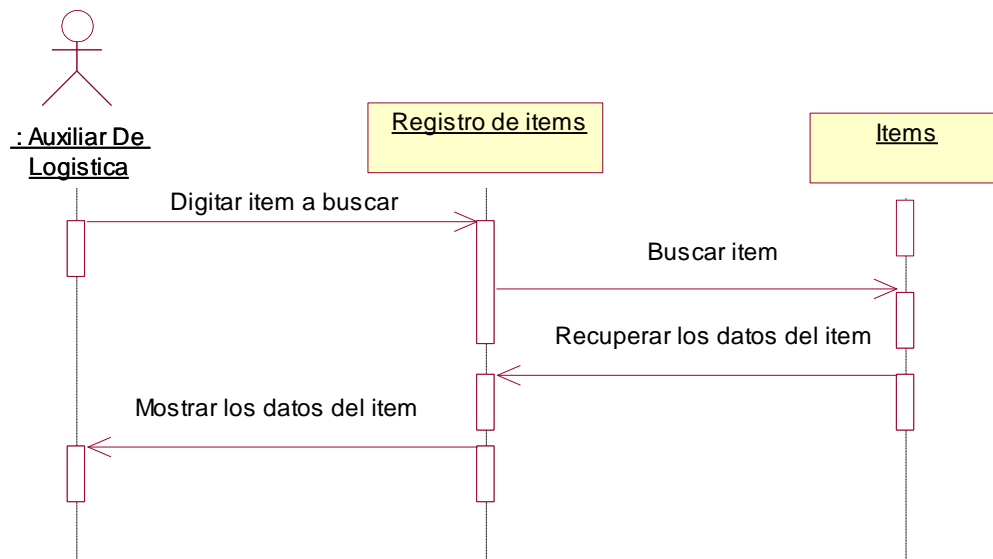 : Auxiliar De
Logistica
Registro de items
Items
Digitar item a buscar
Buscar item
Recuperar los datos del item
Mostrar los datos del item